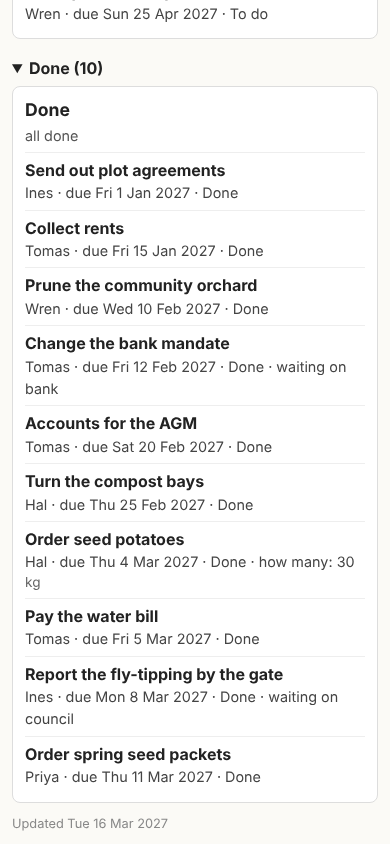 Wren · due Sun 25 Apr 2027 · To do
▼ Done (10)
Done
all done
Send out plot agreements
Ines · due Fri 1 Jan 2027 · Done
Collect rents
Tomas · due Fri 15 Jan 2027 · Done
Prune the community orchard
Wren · due Wed 10 Feb 2027 · Done
Change the bank mandate
Tomas · due Fri 12 Feb 2027 · Done · waiting on
bank
Accounts for the AGM
Tomas · due Sat 20 Feb 2027 · Done
Turn the compost bays
Hal · due Thu 25 Feb 2027 · Done
Order seed potatoes
Hal · due Thu 4 Mar 2027 · Done · how many: 30
kg
Pay the water bill
Tomas · due Fri 5 Mar 2027 · Done
Report the fly-tipping by the gate
Ines · due Mon 8 Mar 2027 · Done · waiting on
council
Order spring seed packets
Priya · due Thu 11 Mar 2027 · Done
Updated Tue 16 Mar 2027